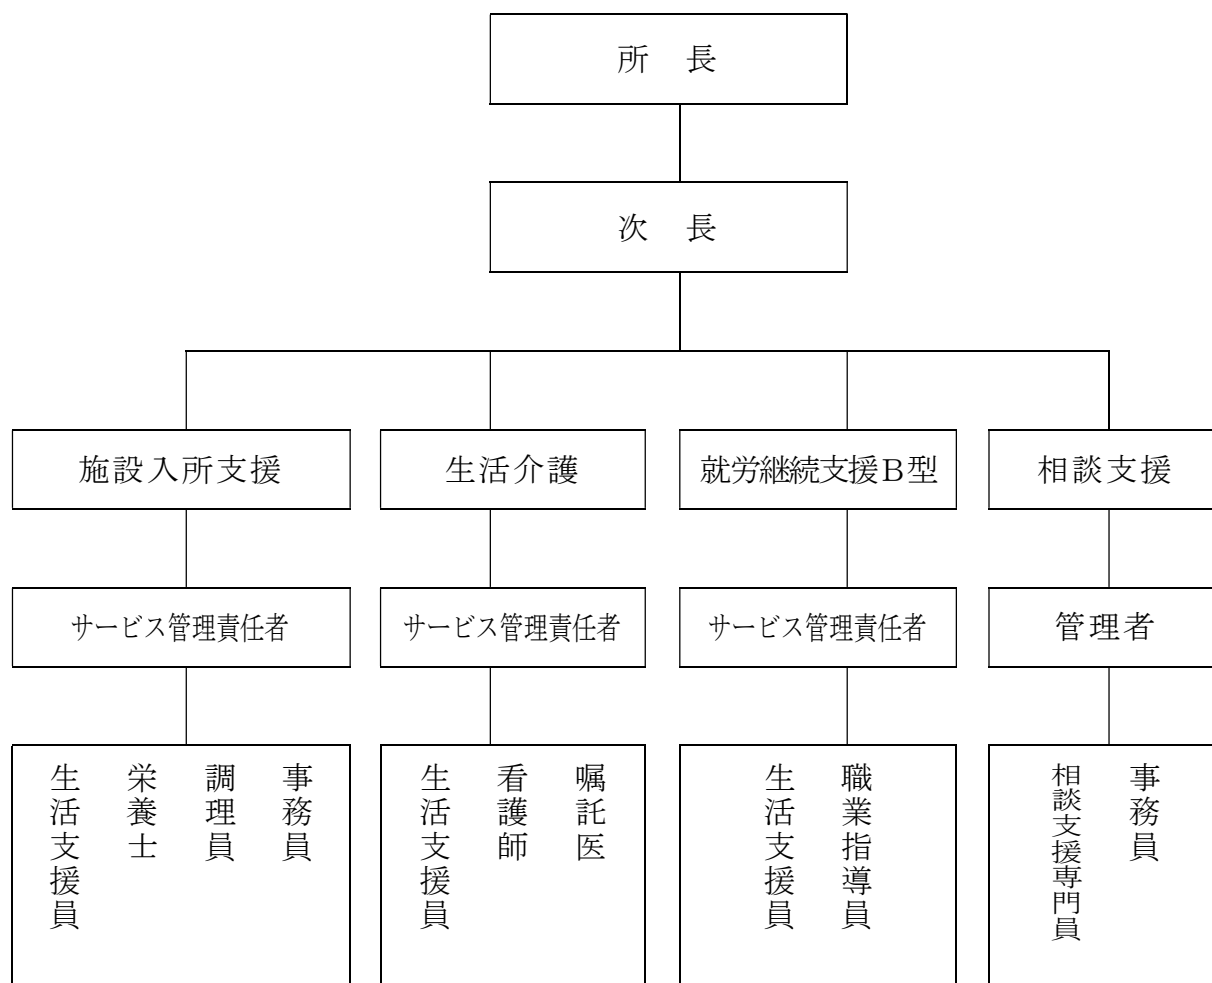 所　長
次　長
施設入所支援
生活介護
就労継続支援Ｂ型
相談支援
サービス管理責任者
サービス管理責任者
サービス管理責任者
管理者
生活支援員
栄養士
調理員
事務員
生活支援員
看護師
嘱託医
生活支援員
職業指導員
相談支援専門員
事務員